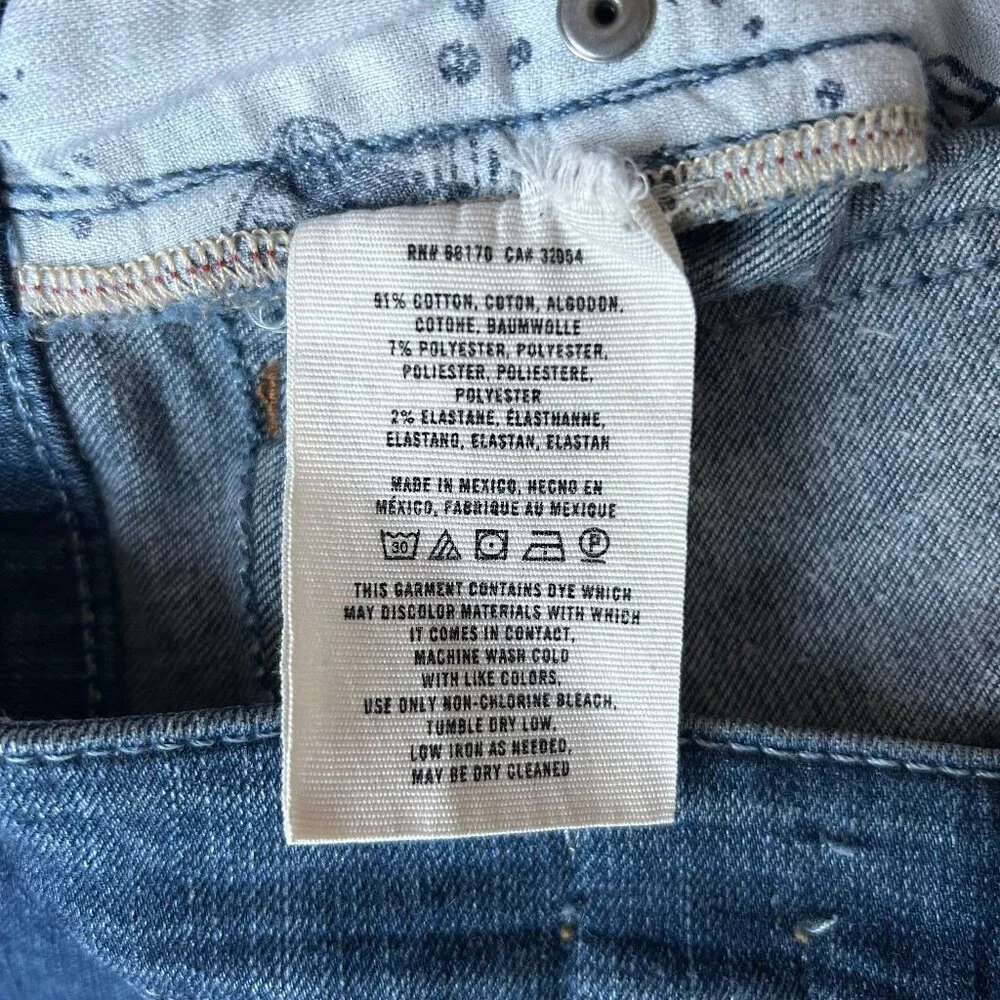 RN# 68170 CA# 32054
91% COTTON, COTON, ALGODON,
COTONE, BAUMWOLLE
7% POLYESTER, POLYESTER,
POLIESTER, POLIESTERE,
POLYESTER
2% ELASTANE, ÉLASTHANNE,
ELASTANO, ELASTAN, ELASTAN
MADE IN MEXICO, HECHO EN
MÉXICO, FABRIQUE AU MEXIQUE
30 P
THIS GARMENT CONTAINS DYE WHICH
MAY DISCOLOR MATERIALS WITH WHICH
IT COMES IN CONTACT,
MACHINE WASH COLD
WITH LIKE COLORS,
USE ONLY NON-CHLORINE BLEACH,
TUMBLE DRY LOW,
LOW IRON AS NEEDED,
MAY BE DRY CLEANED